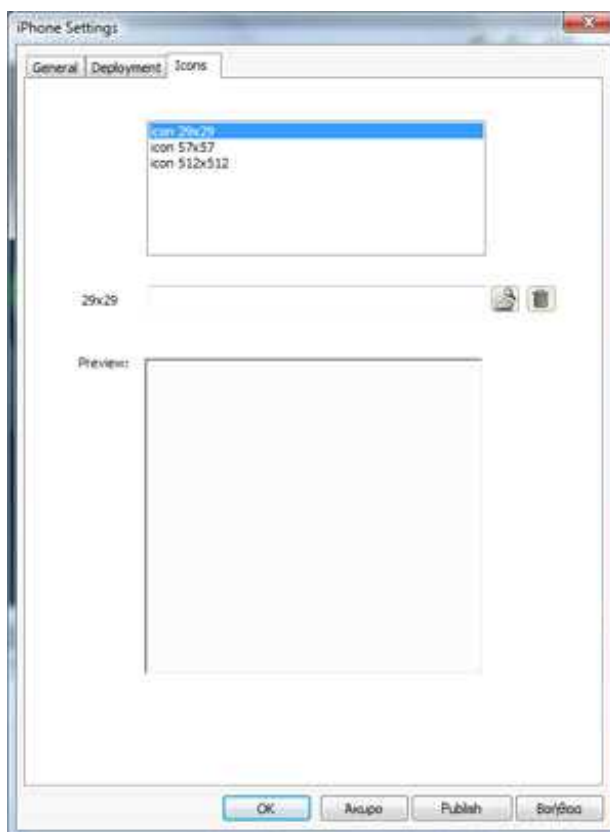 iPhone Settings
General Deployment Icons
icon 29x29
icon 57x57
icon 512x512
29x29
Preview:
OK Άκυρο Publish Βοήθεια